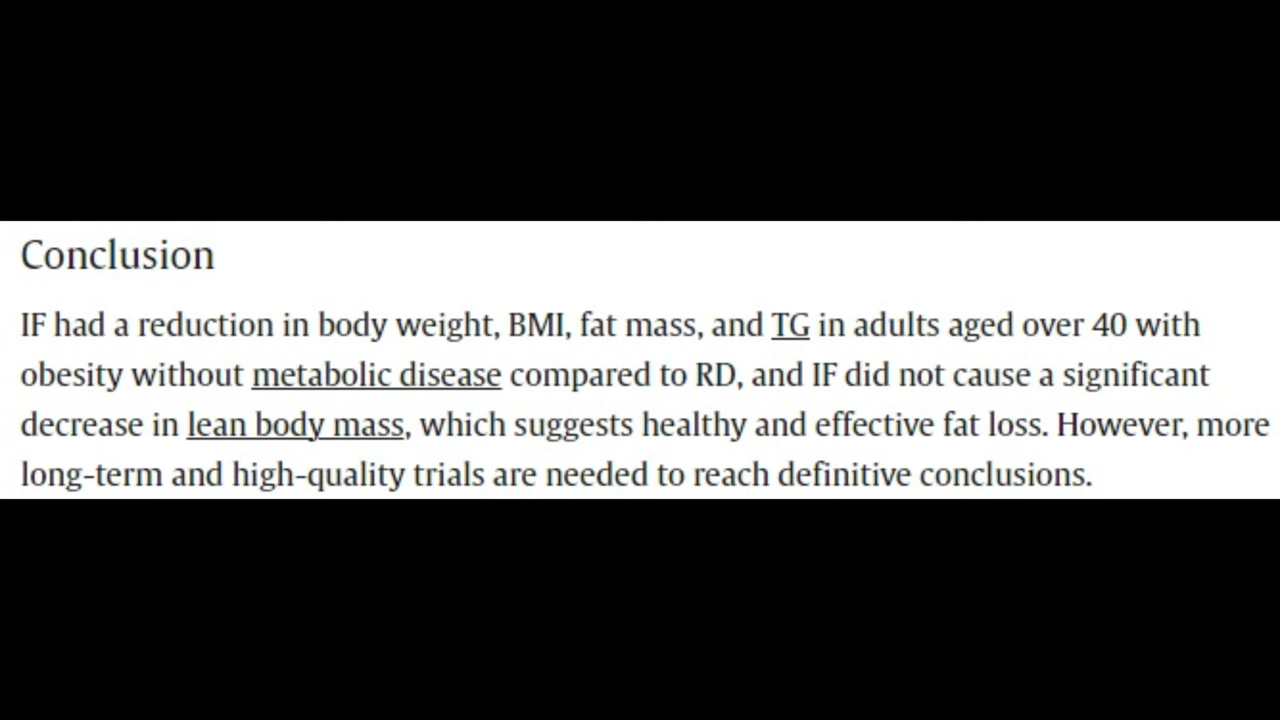 Conclusion
IF had a reduction in body weight, BMI, fat mass, and TG in adults aged over 40 with
obesity without metabolic disease compared to RD, and IF did not cause a significant
decrease in lean body mass, which suggests healthy and effective fat loss. However, more
long-term and high-quality trials are needed to reach definitive conclusions.